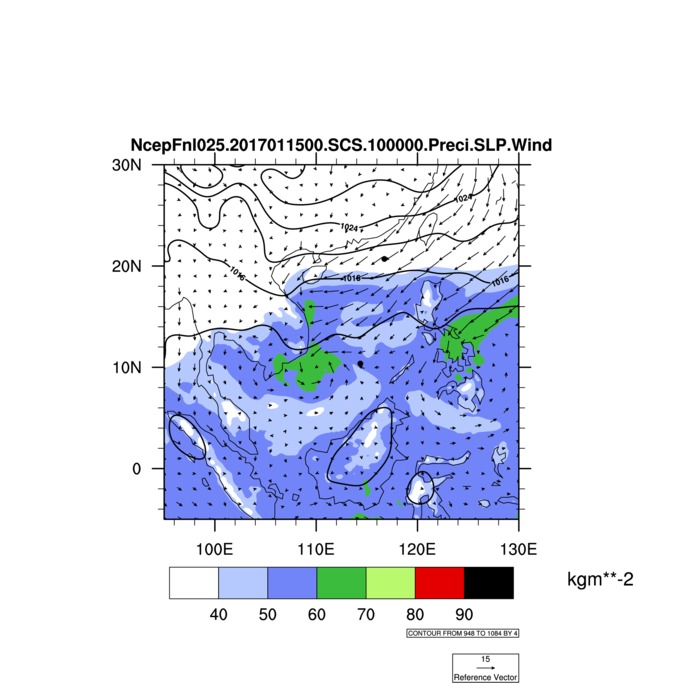 NcepFnl025.2017011500.SCS.100000.Preci.SLP.Wind
30N
1024
1024
20N
1016
1016
1016
10N
0
100E 110E 120E 130E
kgm**-2
40 50 60 70 80 90
CONTOUR FROM 948 TO 1084 BY 4
15
Reference Vector